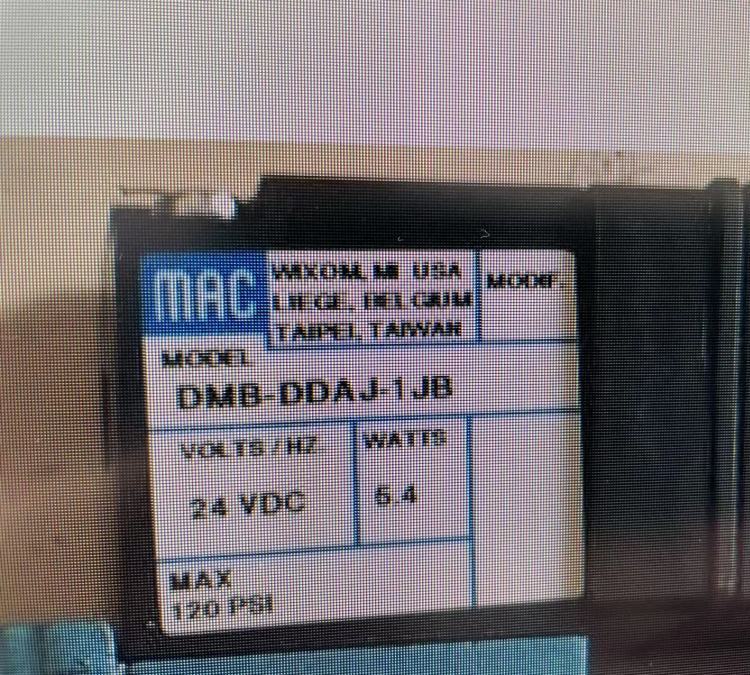 MAC
WIXOM, MI USA
LIEGE, BELGIUM
TAIPEI, TAIWAN
MODIF.
MODEL
DMB-DDAJ-1JB
VOLTS / HZ.
WATTS
24 VDC
5.4
MAX
120 PSI